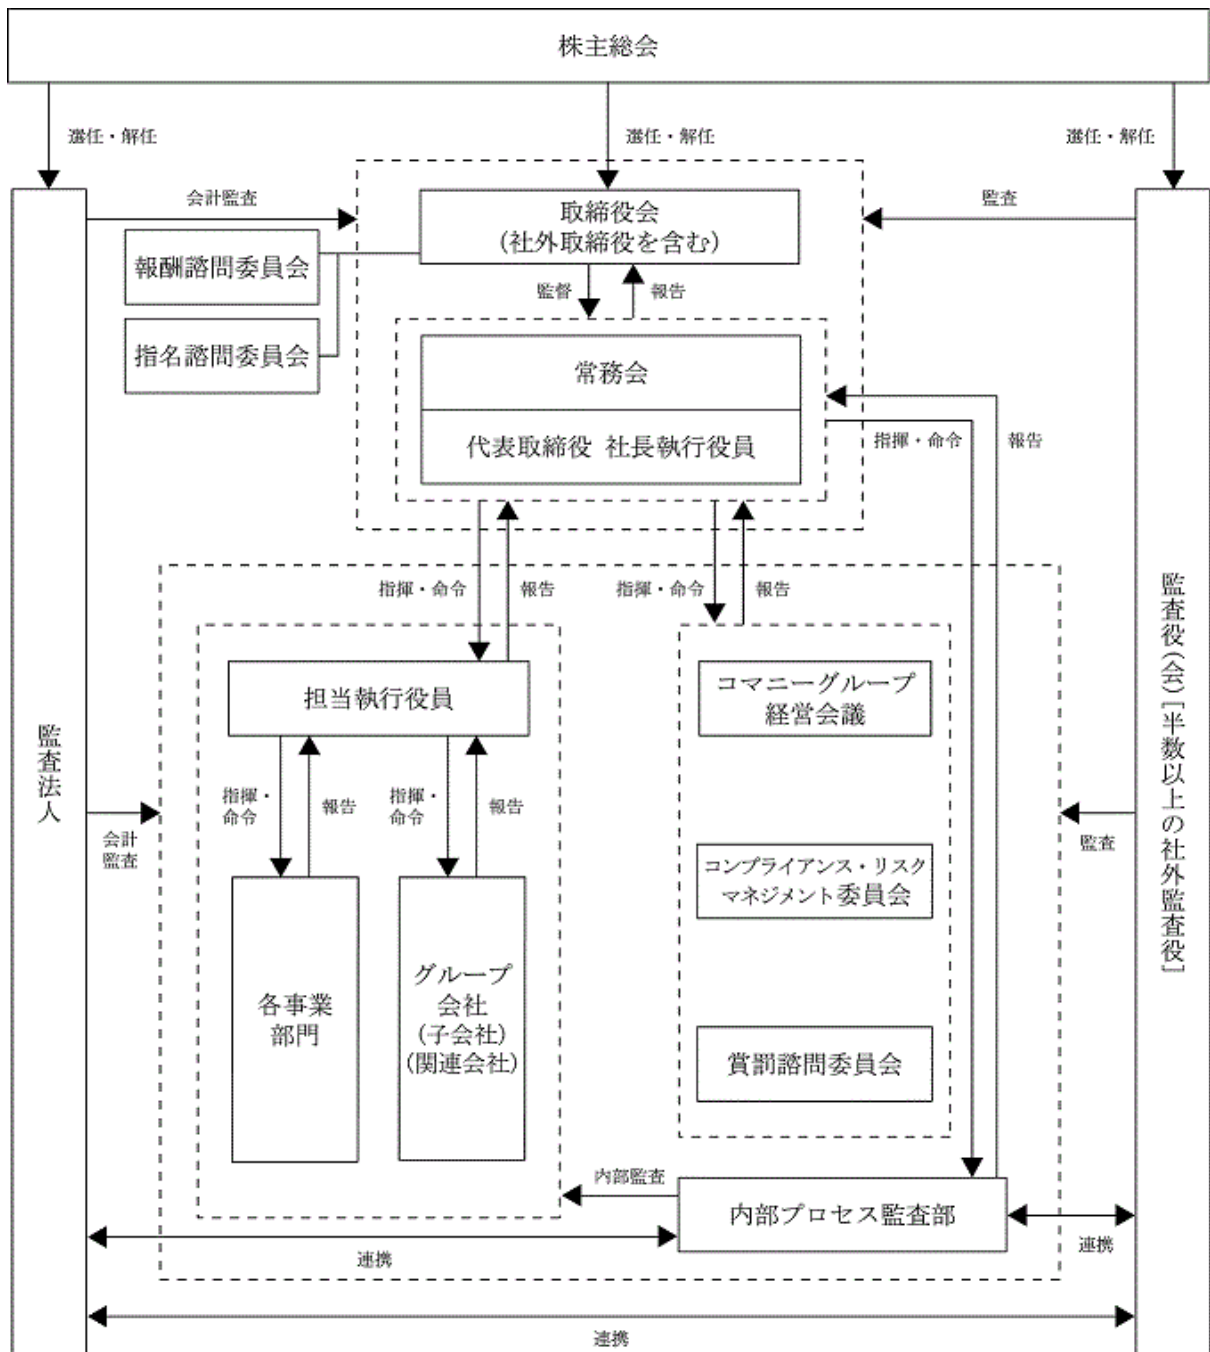 株主総会
選任・解任
選任・解任
選任・解任
会計監査
取締役会
(社外取締役を含む)
監査
報酬諮問委員会
監督
報告
指名諮問委員会
常務会
代表取締役 社長執行役員
指揮・命令
報告
指揮・命令
報告
指揮・命令
報告
担当執行役員
コマニーグループ
経営会議
監査法人
監査役(会)[半数以上の社外監査役]
指揮・
命令
報告
指揮・
命令
報告
会計
監査
監査
コンプライアンス・リスク
マネジメント委員会
各事業
部門
グループ
会社
(子会社)
(関連会社)
賞罰諮問委員会
内部監査
内部プロセス監査部
連携
連携
連携